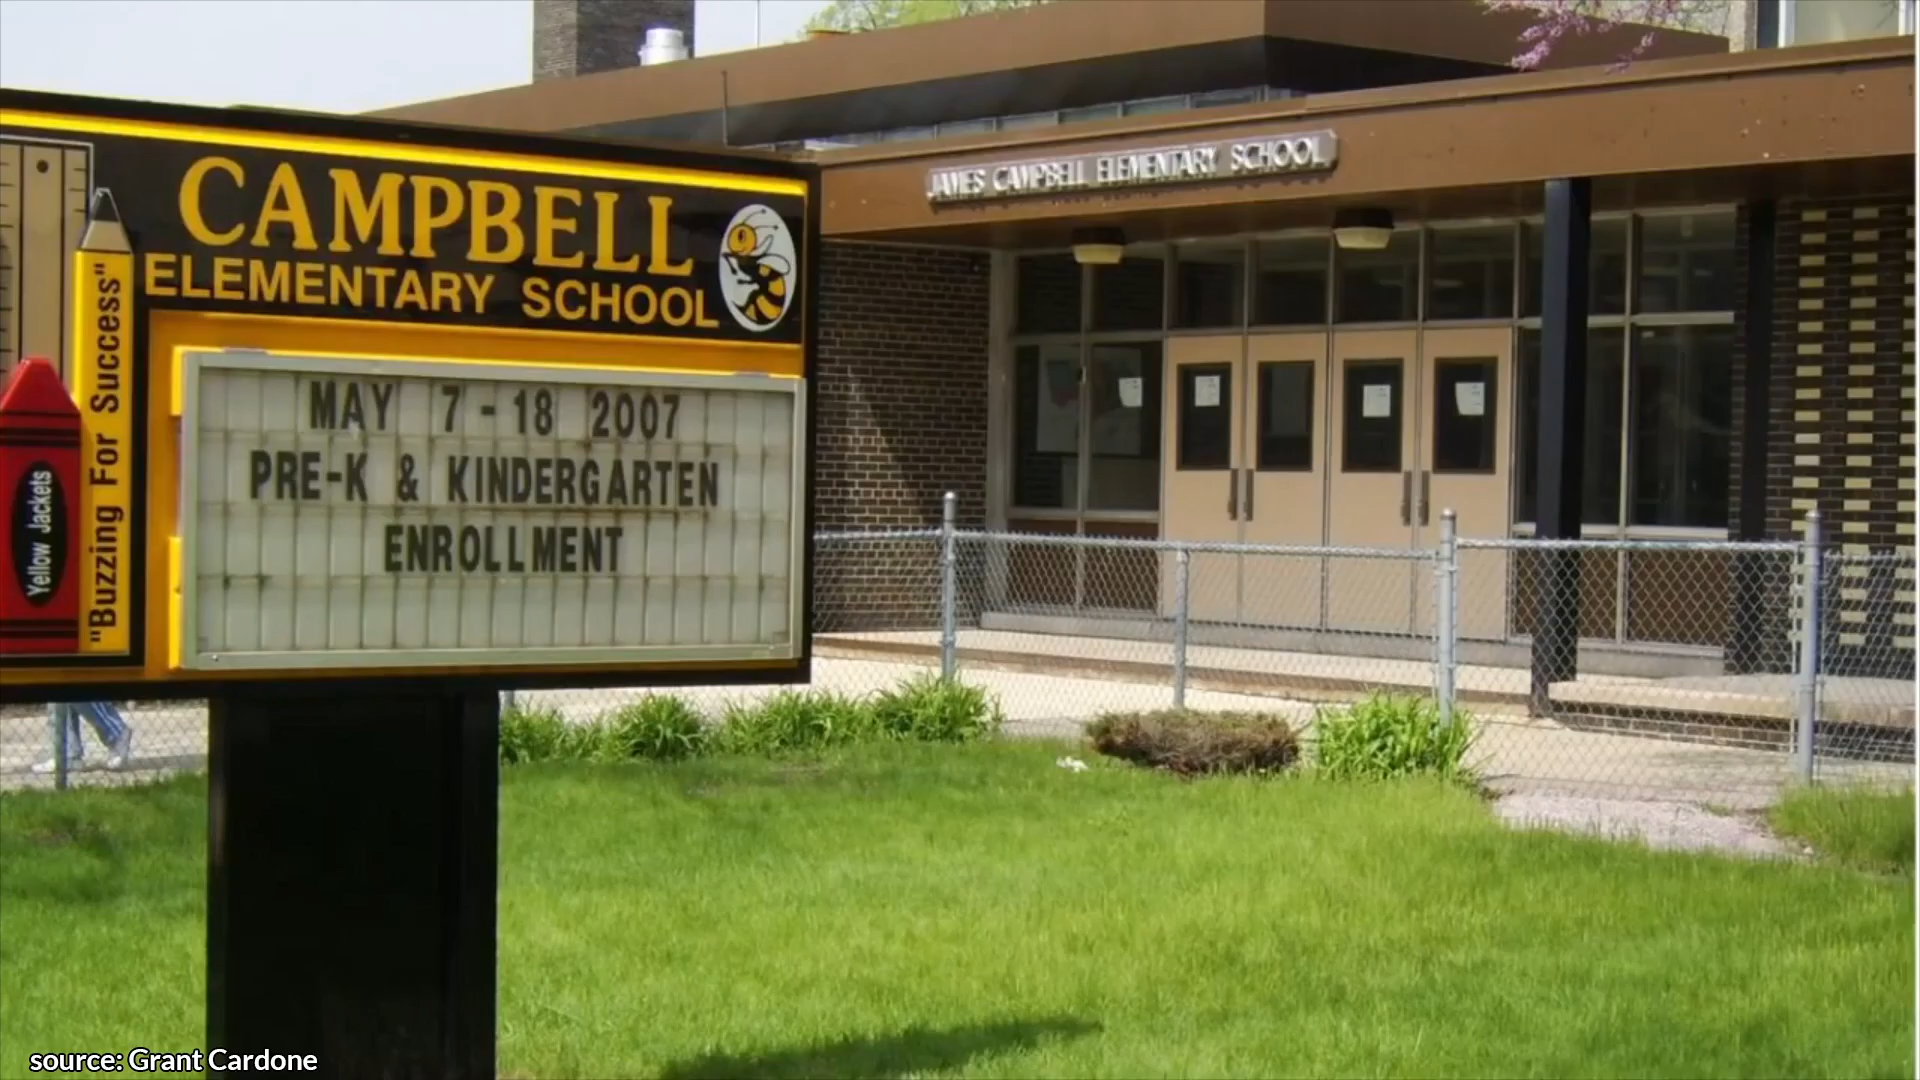 CAMPBELL
ELEMENTARY SCHOOL
"Buzzing For Success"
Yellow Jackets
MAY 7-18 2007
PRE-K & KINDERGARTEN
ENROLLMENT
JAMES CAMPBELL ELEMENTARY SCHOOL
source: Grant Cardone